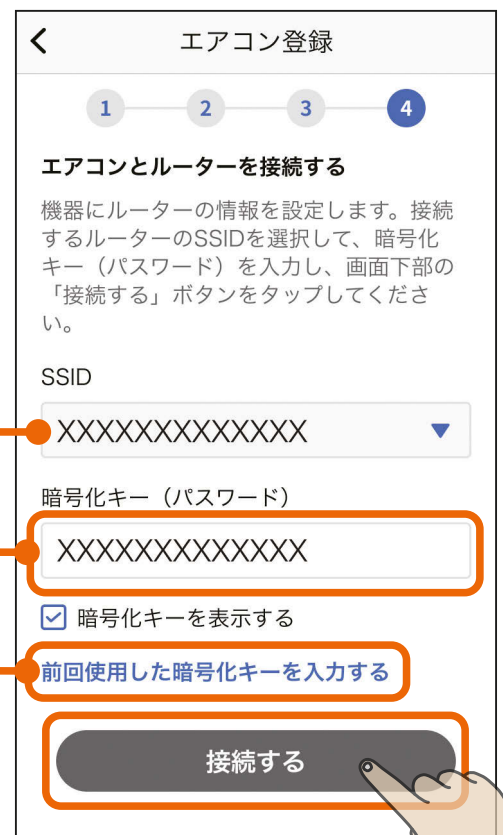 エアコン登録
1 2 3 4
エアコンとルーターを接続する
機器にルーターの情報を設定します。接続
するルーターのSSIDを選択して、暗号化
キー（パスワード）を入力し、画面下部の
「接続する」ボタンをタップしてくださ
い。
SSID
XXXXXXXXXXXXX
暗号化キー（パスワード）
XXXXXXXXXXXXX
暗号化キーを表示する
前回使用した暗号化キーを入力する
接続する